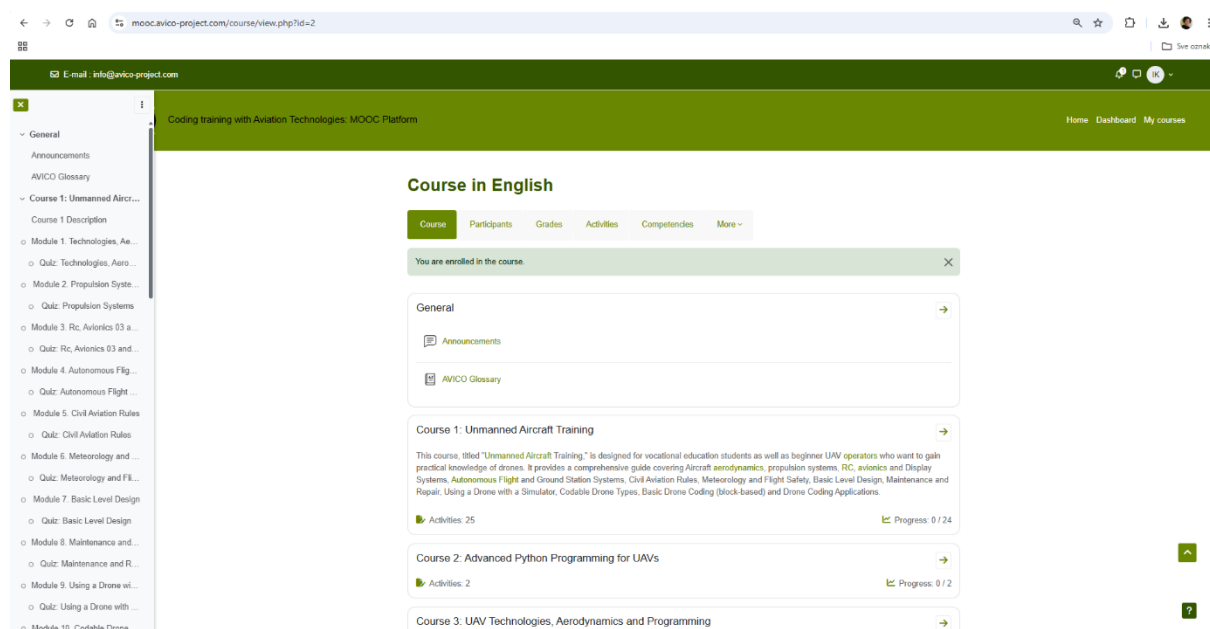 mooc.avico-project.com/course/view.php?id=2
Sve oznak
E-mail : info@avico-project.com
IK
Coding training with Aviation Technologies: MOOC Platform
Home Dashboard My courses
General
Announcements
AVICO Glossary
Course 1: Unmanned Aircr...
Course 1 Description
Module 1. Technologies, Ae...
Quiz: Technologies, Aero...
Module 2. Propulsion Syste...
Quiz: Propulsion Systems
Module 3. Rc, Avionics 03 a...
Quiz: Rc, Avionics 03 and...
Module 4. Autonomous Flig...
Quiz: Autonomous Flight ...
Module 5. Civil Aviation Rules
Quiz: Civil Aviation Rules
Module 6. Meteorology and ...
Quiz: Meteorology and Fli...
Module 7. Basic Level Design
Quiz: Basic Level Design
Module 8. Maintenance and...
Quiz: Maintenance and R...
Module 9. Using a Drone wi...
Quiz: Using a Drone with ...
Module 10. Codable Drone
Course in English
Course Participants Grades Activities Competencies More
You are enrolled in the course.
General
Announcements
AVICO Glossary
Course 1: Unmanned Aircraft Training
This course, titled "Unmanned Aircraft Training," is designed for vocational education students as well as beginner UAV operators who want to gain
practical knowledge of drones. It provides a comprehensive guide covering Aircraft aerodynamics, propulsion systems, RC, avionics and Display
Systems, Autonomous Flight and Ground Station Systems, Civil Aviation Rules, Meteorology and Flight Safety, Basic Level Design, Maintenance and
Repair, Using a Drone with a Simulator, Codable Drone Types, Basic Drone Coding (block-based) and Drone Coding Applications.
Activities: 25 Progress: 0 / 24
Course 2: Advanced Python Programming for UAVs
Activities: 2 Progress: 0 / 2
Course 3: UAV Technologies, Aerodynamics and Programming
?